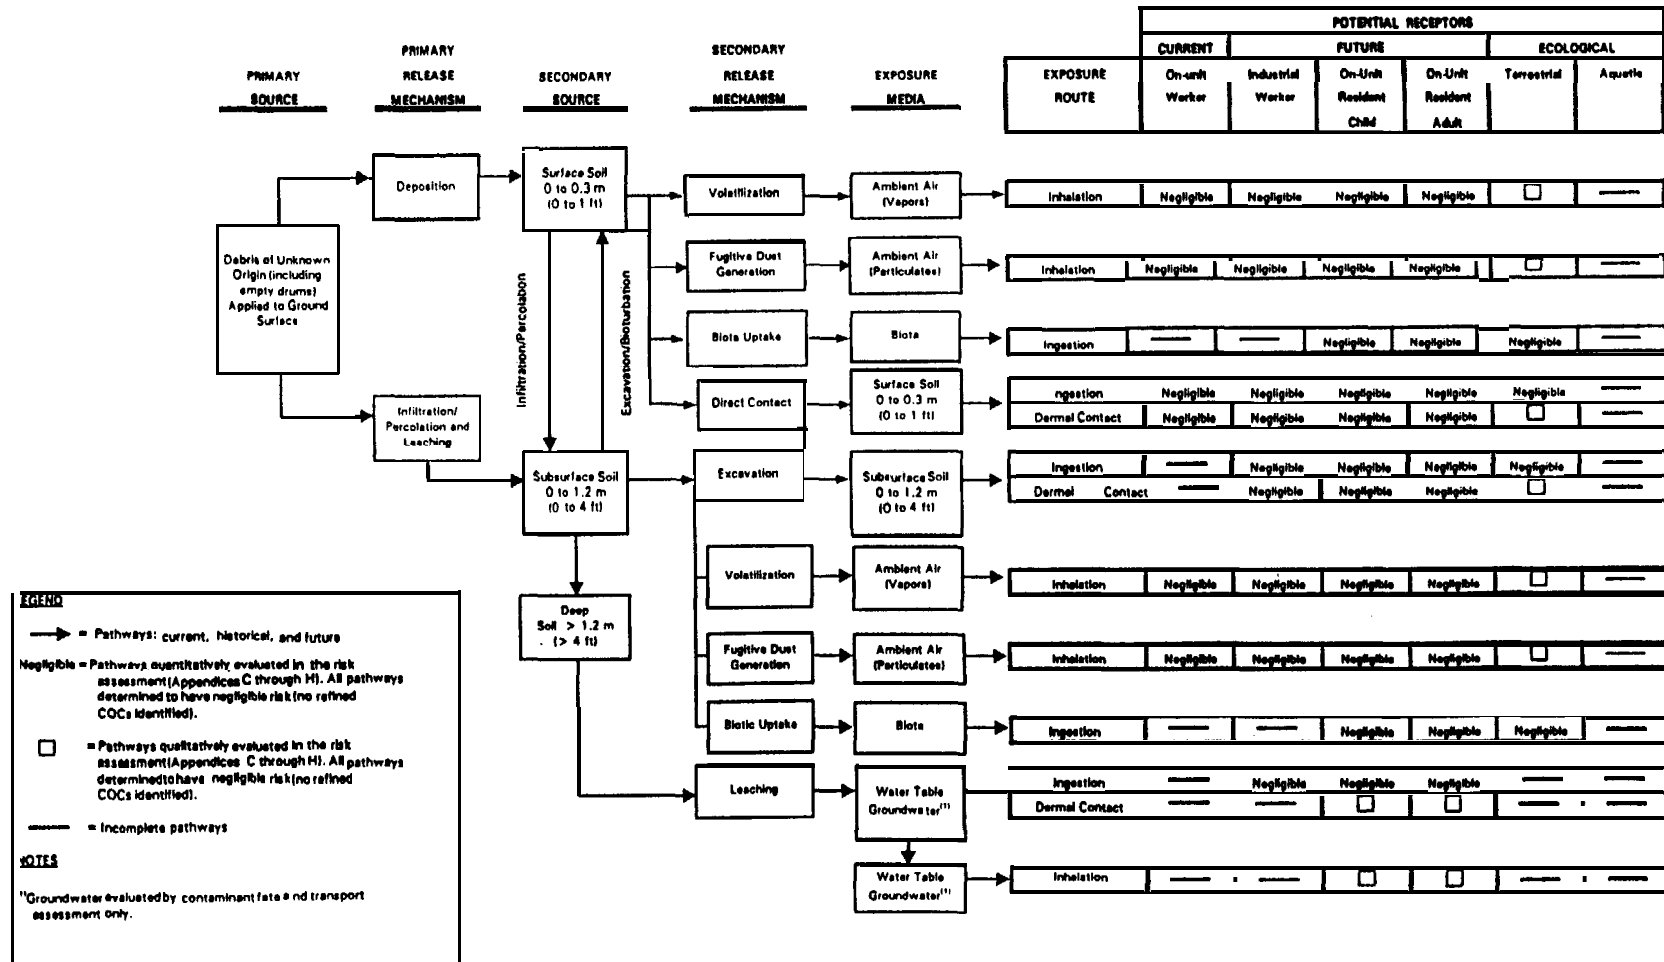 POTENTIAL RECEPTORS
CURRENT FUTURE ECOLOGICAL
PRIMARY SOURCE
PRIMARY RELEASE MECHANISM
SECONDARY SOURCE
SECONDARY RELEASE MECHANISM
EXPOSURE MEDIA
EXPOSURE ROUTE
On-unit Worker
Industrial Worker
On-Unit Resident Child
On-Unit Resident Adult
Terrestrial
Aquatic
Debris of Unknown
Origin (including
empty drums)
Applied to Ground
Surface
Deposition
Infiltration/
Percolation and
Leaching
Surface Soil
0 to 0.3 m
(0 to 1 ft)
Infiltration/Percolation
Excavation/Bioturbation
Subsurface Soil
0 to 1.2 m
(0 to 4 ft)
Deep
Soil > 1.2 m
(> 4 ft)
Volatilization
Ambient Air
(Vapors)
Inhalation Negligible Negligible Negligible Negligible
Fugitive Dust
Generation
Ambient Air
(Particulates)
Inhalation Negligible Negligible Negligible Negligible
Biota Uptake
Biota
Ingestion Negligible Negligible Negligible
Direct Contact
Surface Soil
0 to 0.3 m
(0 to 1 ft)
ngestion Negligible Negligible Negligible Negligible Negligible
Dermal Contact Negligible Negligible Negligible Negligible
Excavation
Subsurface Soil
0 to 1.2 m
(0 to 4 ft)
Ingestion Negligible Negligible Negligible Negligible
Dermal Contact Negligible Negligible Negligible
Volatilization
Ambient Air
(Vapors)
Inhalation Negligible Negligible Negligible Negligible
Fugitive Dust
Generation
Ambient Air
(Particulates)
Inhalation Negligible Negligible Negligible Negligible
Biotic Uptake
Biota
Ingestion Negligible Negligible Negligible
Leaching
Water Table
Groundwater(1)
Ingestion Negligible Negligible Negligible
Dermal Contact
Water Table
Groundwater(1)
Inhalation
EGEND
= Pathways: current, historical, and future
Negligible = Pathways quantitatively evaluated in the risk
assessment (Appendices C through H). All pathways
determined to have negligible risk (no refined
COCs identified).
= Pathways qualitatively evaluated in the risk
assessment (Appendices C through H). All pathways
determined to have negligible risk (no refined
COCs identified).
= Incomplete pathways
NOTES
(1)Groundwater evaluated by contaminant fate and transport
assessment only.